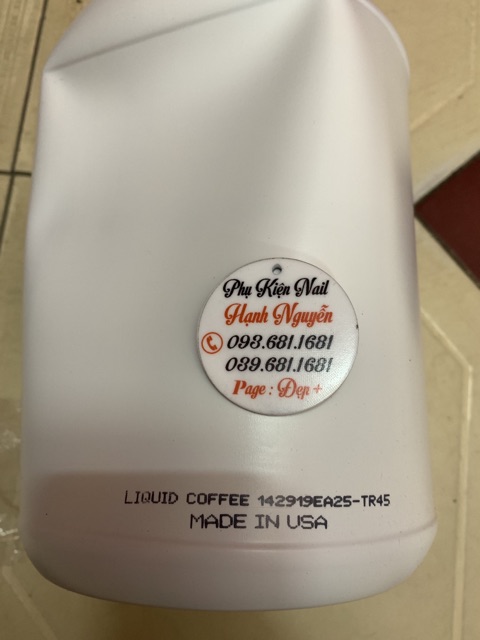 Phụ Kiện Nail
Hạnh Nguyễn
093.681.1681
039.681.1681
Page : Đẹp +
LIQUID COFFEE 142919EA25-TR45
MADE IN USA